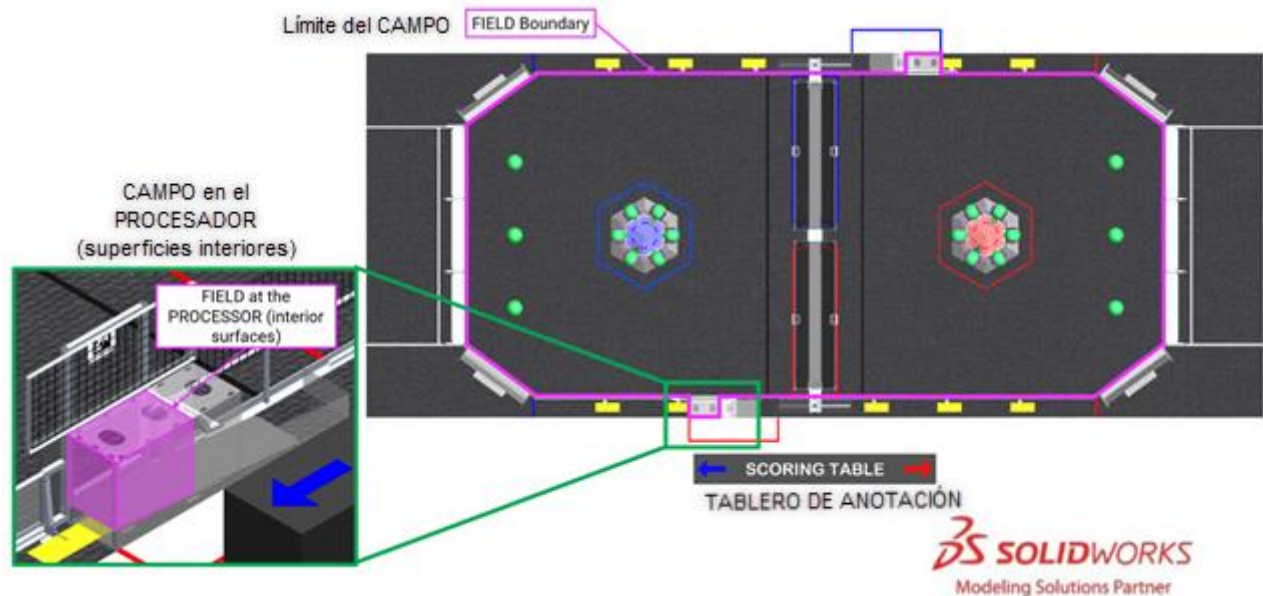 Límite del CAMPO
FIELD Boundary
CAMPO en el
PROCESADOR
(superficies interiores)
FIELD at the
PROCESSOR (interior
surfaces)
SCORING TABLE
TABLERO DE ANOTACIÓN
SOLIDWORKS
Modeling Solutions Partner